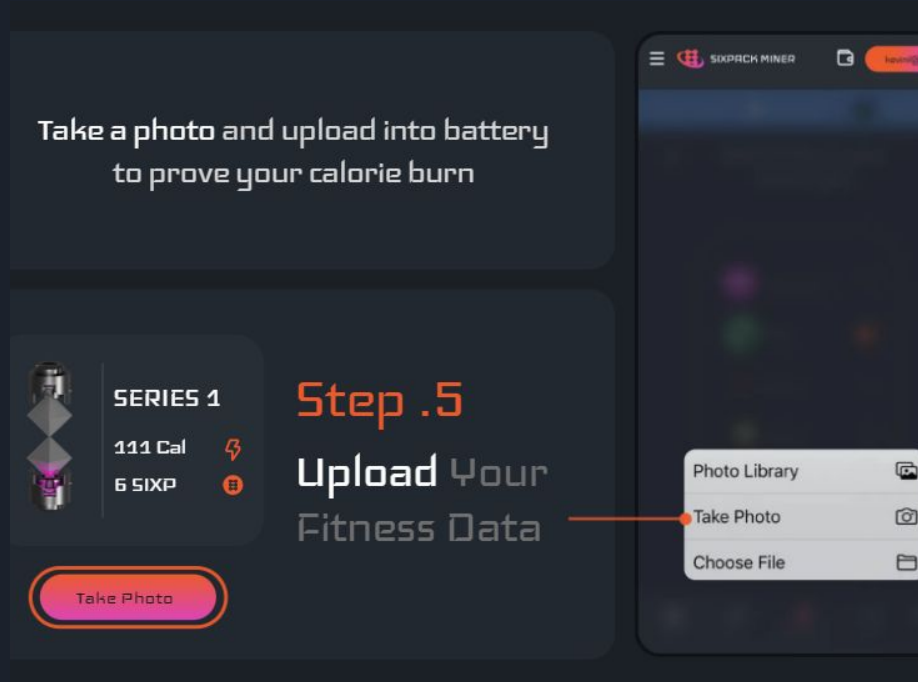 Take a photo and upload into battery
to prove your calorie burn
SERIES 1
111 Cal
6 SIXP
Take Photo
Step .5
Upload Your
Fitness Data
SIXPACK MINER
Photo Library
Take Photo
Choose File